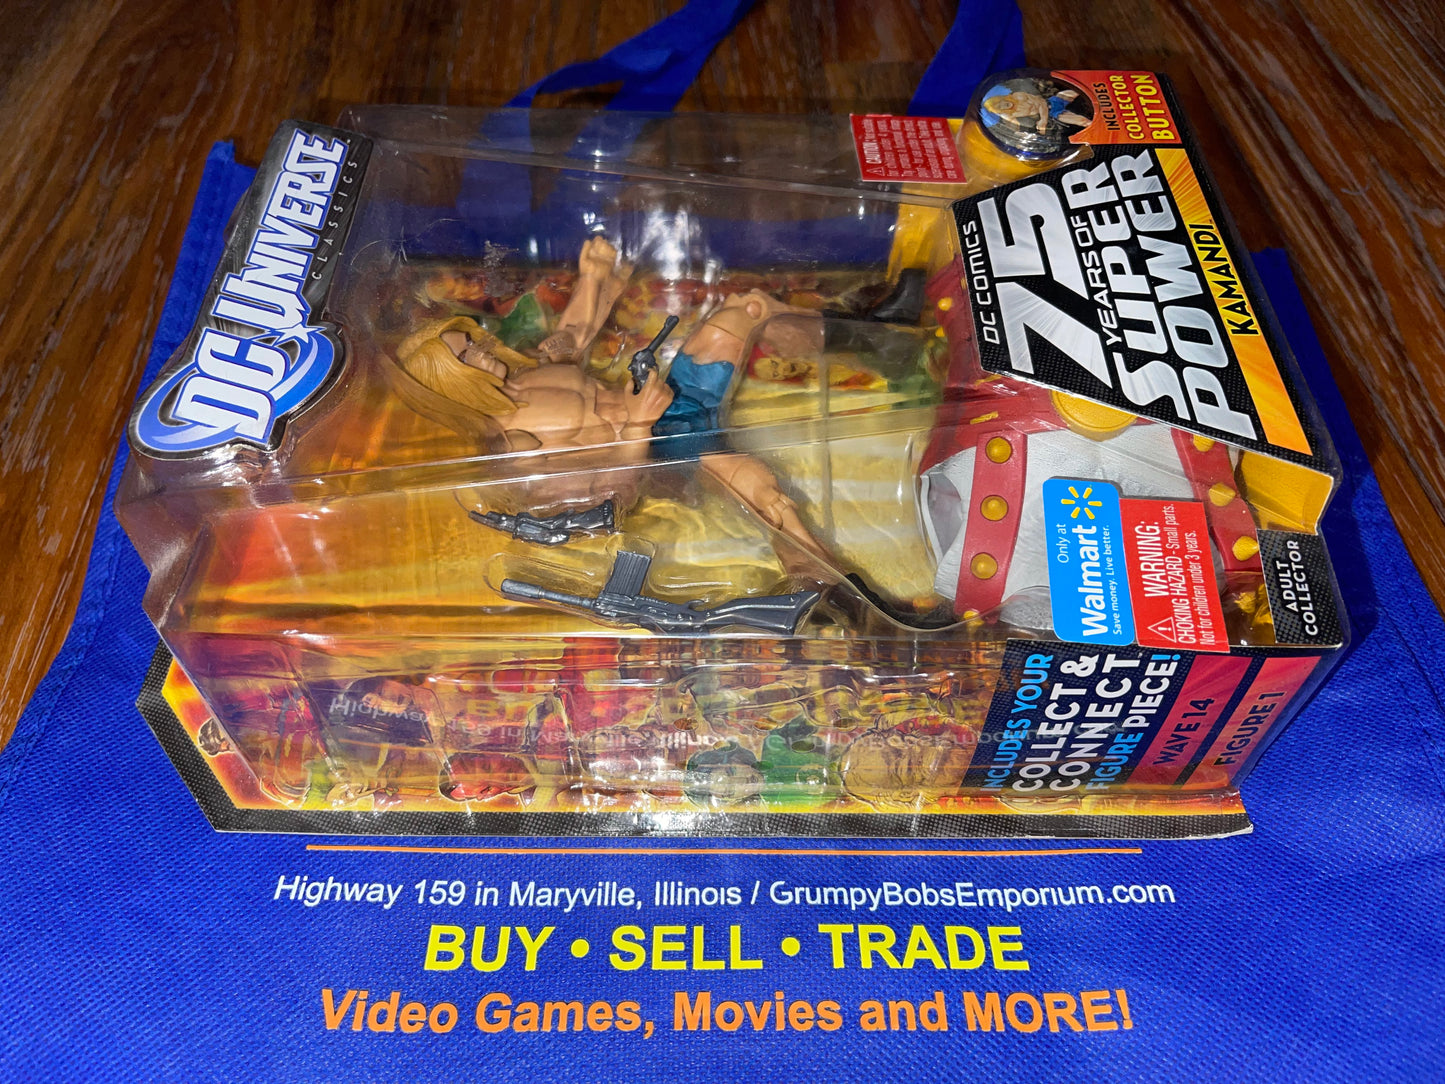 DC UNIVERSE
CLASSICS
INCLUDES
COLLECTOR
BUTTON
DC COMICS
75
YEARS OF
SUPER
POWER
KAMANDI
CAUTION:
Only at
Walmart
Save money. Live better.
WARNING:
CHOKING HAZARD - Small parts.
Not for children under 3 years.
ADULT
COLLECTOR
INCLUDES YOUR
COLLECT &
CONNECT
FIGURE PIECE!
WAVE 14
FIGURE 1
Highway 159 in Maryville, Illinois / GrumpyBobsEmporium.com
BUY • SELL • TRADE
Video Games, Movies and MORE!